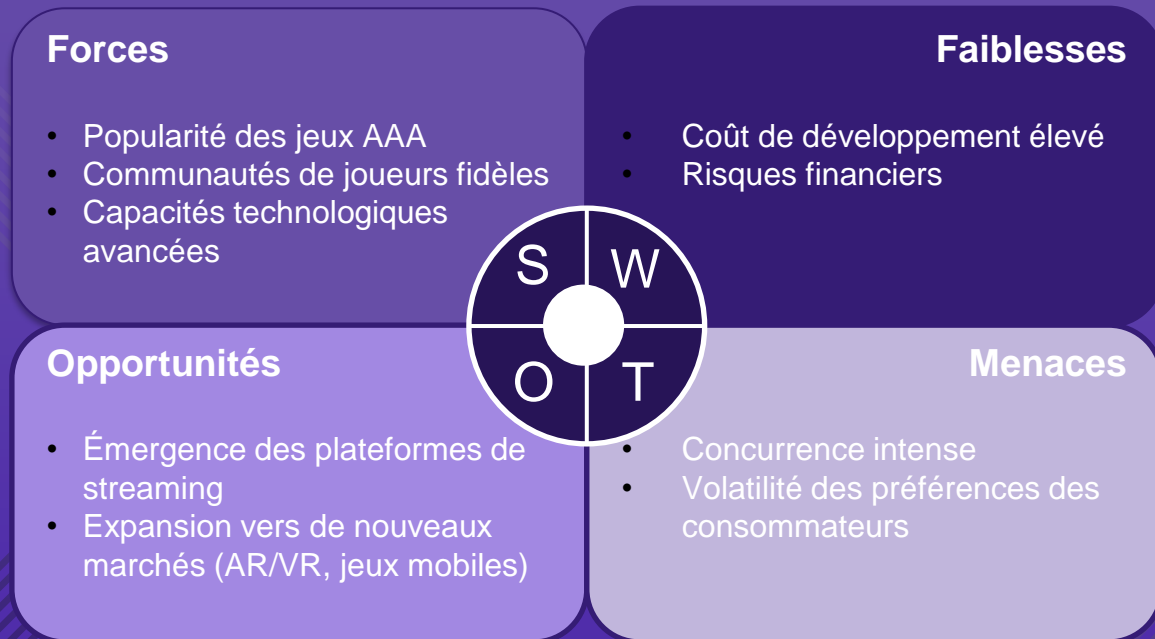 Forces
• Popularité des jeux AAA
• Communautés de joueurs fidèles
• Capacités technologiques
avancées
Faiblesses
• Coût de développement élevé
• Risques financiers
S W
O T
Opportunités
• Émergence des plateformes de
streaming
• Expansion vers de nouveaux
marchés (AR/VR, jeux mobiles)
Menaces
• Concurrence intense
• Volatilité des préférences des
consommateurs